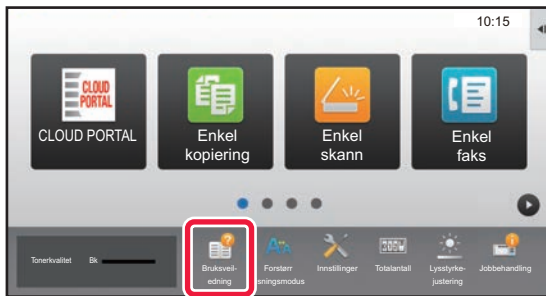 10:15
CLOUD
PORTAL
CLOUD PORTAL
Enkel
kopiering
Enkel
skann
Enkel
faks
Tonerkvalitet Bk
Bruksveil-
edning
Forstørr
sningsmodus
Innstillinger
Totalantall
Lysstyrke-
justering
Jobbehandling